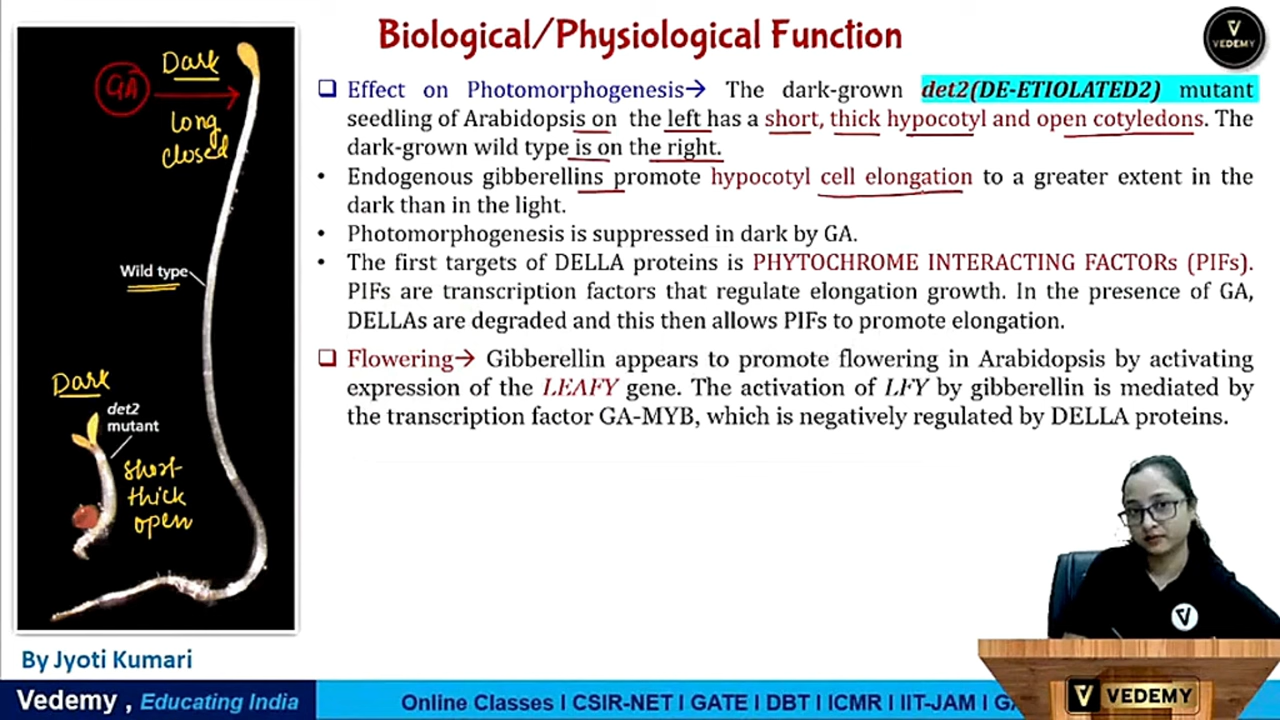 Biological/Physiological Function
VEDEMY
GA
Dark
Long
closed
Wild type
Dark
det2
mutant
short
thick
open
❑ Effect on Photomorphogenesis→ The dark-grown det2(DE-ETIOLATED2) mutant
seedling of Arabidopsis on the left has a short, thick hypocotyl and open cotyledons. The
dark-grown wild type is on the right.
• Endogenous gibberellins promote hypocotyl cell elongation to a greater extent in the
dark than in the light.
• Photomorphogenesis is suppressed in dark by GA.
• The first targets of DELLA proteins is PHYTOCHROME INTERACTING FACTORs (PIFs).
PIFs are transcription factors that regulate elongation growth. In the presence of GA,
DELLAs are degraded and this then allows PIFs to promote elongation.
❑ Flowering→ Gibberellin appears to promote flowering in Arabidopsis by activating
expression of the LEAFY gene. The activation of LFY by gibberellin is mediated by
the transcription factor GA-MYB, which is negatively regulated by DELLA proteins.
By Jyoti Kumari
Vedemy , Educating India
Online Classes I CSIR-NET I GATE I DBT I ICMR I IIT-JAM I GA
VEDEMY